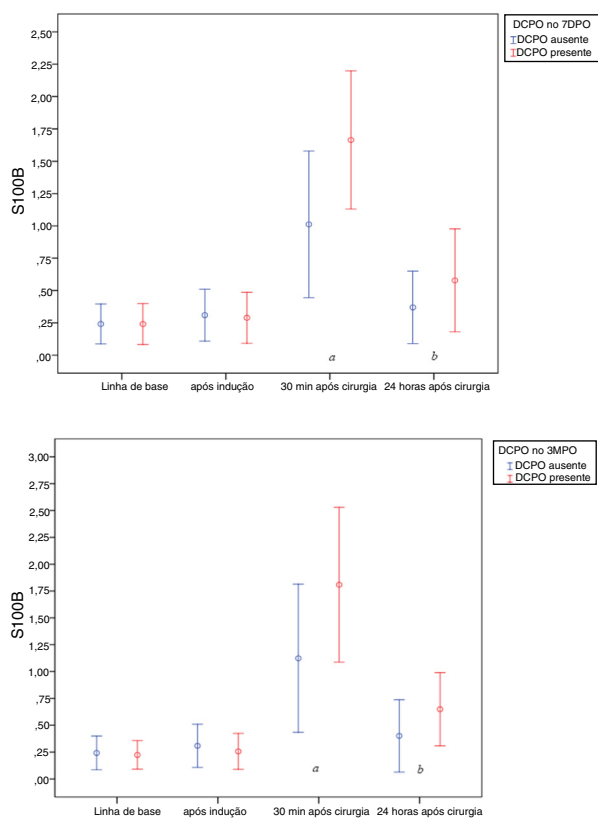 DCPO no 7DPO
DCPO ausente
DCPO presente
2,50
2,25
2,00
1,75
1,50
1,25
1,00
,75
,50
,25
,00
S100B
a
b
Linha de base
após indução
30 min após cirurgia
24 horas após cirurgia
DCPO no 3MPO
DCPO ausente
DCPO presente
3,00
2,75
2,50
2,25
2,00
1,75
1,50
1,25
1,00
,75
,50
,25
,00
S100B
a
b
Linha de base
após indução
30 min após cirurgia
24 horas após cirurgia